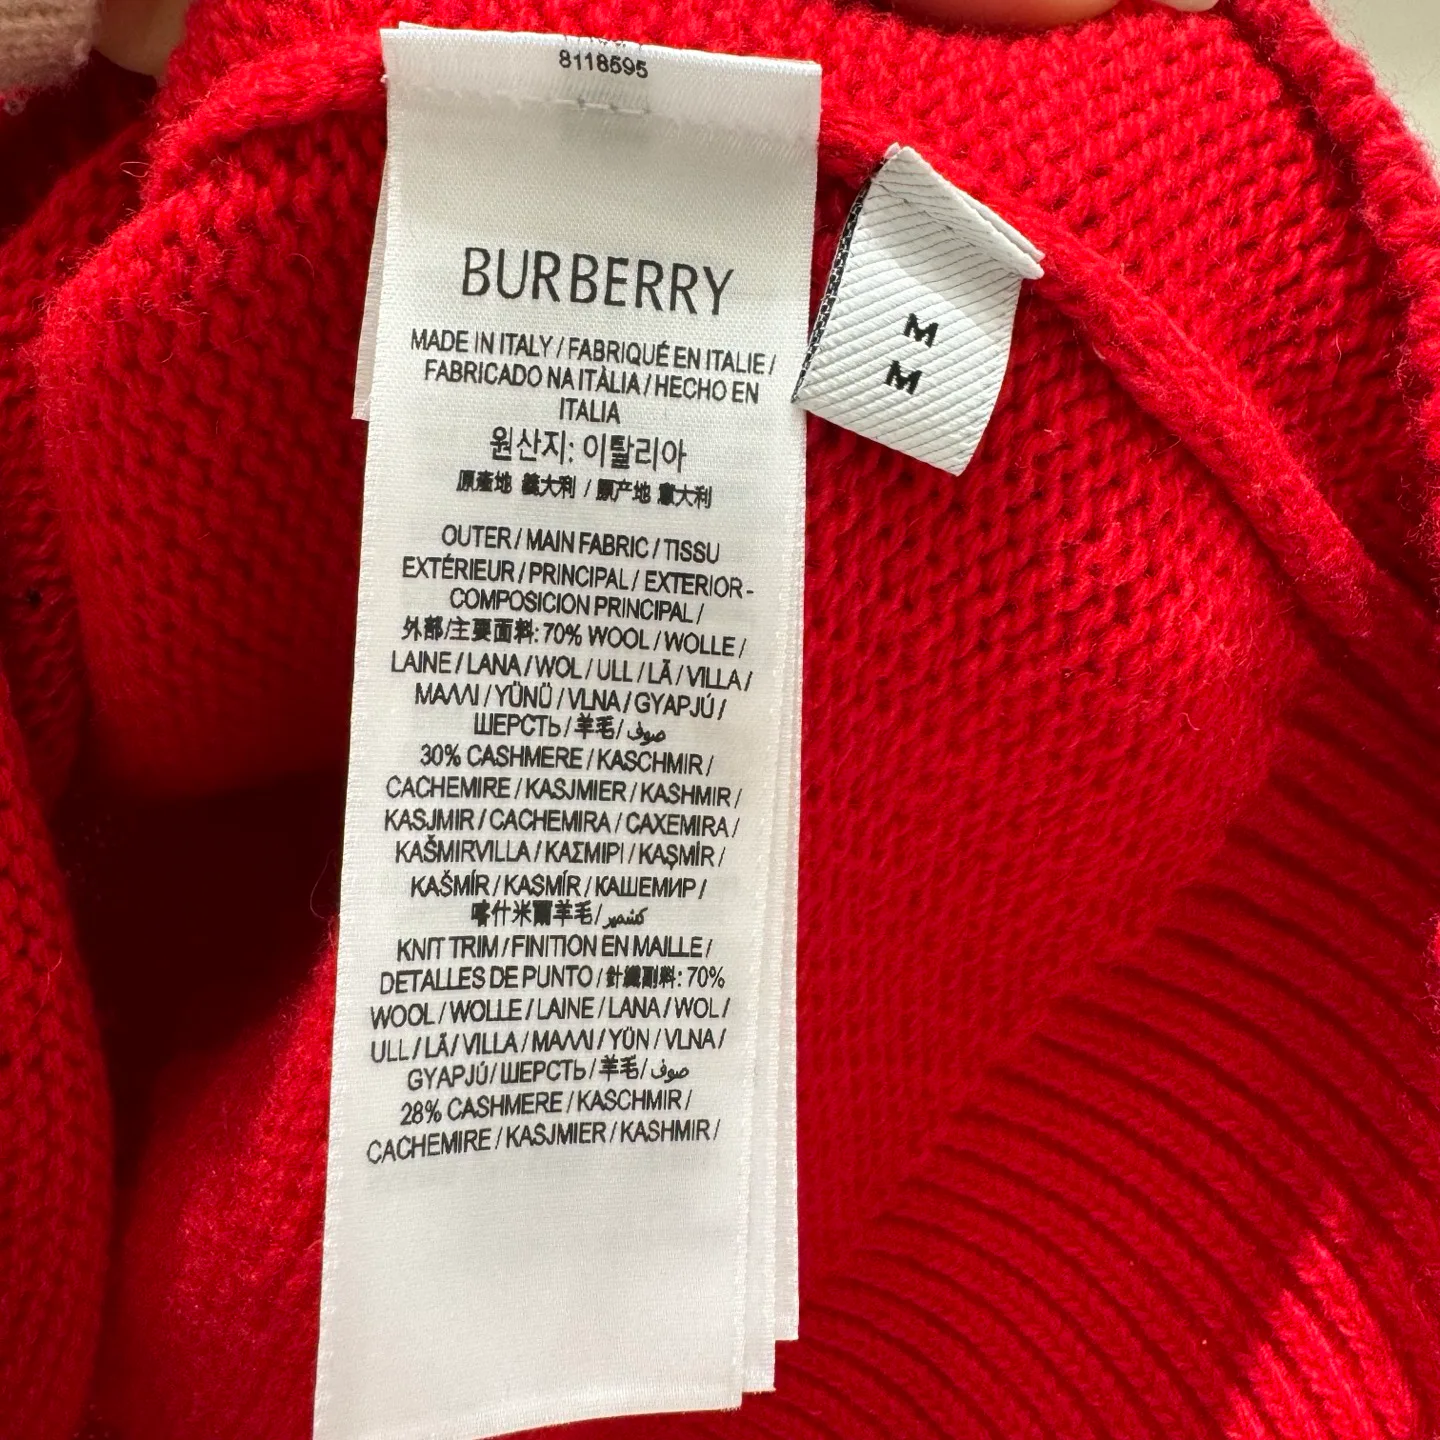 8118595
BURBERRY
MADE IN ITALY / FABRIQUÉ EN ITALIE /
FABRICADO NA ITÀLIA / HECHO EN
ITALIA
원산지: 이탈리아
原產地 義大利 / 原产地 意大利
OUTER / MAIN FABRIC / TISSU
EXTÉRIEUR / PRINCIPAL / EXTERIOR-
COMPOSICION PRINCIPAL /
外部/主要面料: 70% WOOL / WOLLE /
LAINE / LANA / WOL / ULL / LÃ / VILLA /
ΜΑΛΛΙ / YÜNÜ / VLNA / GYAPJÚ /
ШЕРСТЬ / 羊毛 / صوف
30% CASHMERE / KASCHMIR /
CACHEMIRE / KASJMIER / KASHMIR /
KASJMIR / CACHEMIRA / CAXEMIRA /
KAŠMIRVILLA / ΚΑΣΜΙΡΙ / KAŞMİR /
KAŠMÍR / KASMÍR / КАШЕМИР /
喀什米爾羊毛 / كشمير
KNIT TRIM / FINITION EN MAILLE /
DETALLES DE PUNTO / 針織副料: 70%
WOOL / WOLLE / LAINE / LANA / WOL /
ULL / LÃ / VILLA / ΜΑΛΛΙ / YÜN / VLNA /
GYAPJÚ / ШЕРСТЬ / 羊毛 / صوف
28% CASHMERE / KASCHMIR /
CACHEMIRE / KASJMIER / KASHMIR /
M
M